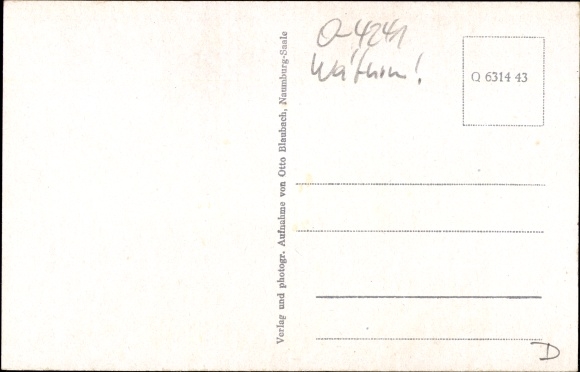 Verlag und photogr. Aufnahme von Otto Blaubach, Naumburg-Saale
O-4241
Q 6314 43
D